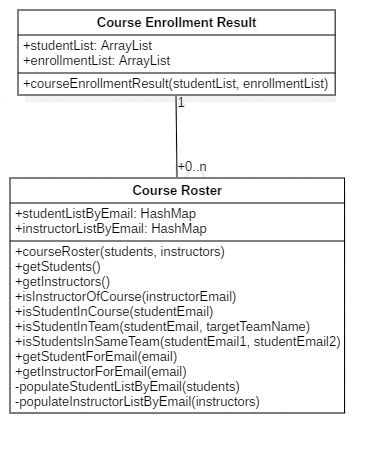 Course Enrollment Result
+studentList: ArrayList
+enrollmentList: ArrayList
+courseEnrollmentResult(studentList, enrollmentList)
1
+0..n
Course Roster
+studentListByEmail: HashMap
+instructorListByEmail: HashMap
+courseRoster(students, instructors)
+getStudents()
+getInstructors()
+isInstructorOfCourse(instructorEmail)
+isStudentInCourse(studentEmail)
+isStudentInTeam(studentEmail, targetTeamName)
+isStudentsInSameTeam(studentEmail1, studentEmail2)
+getStudentForEmail(email)
+getInstructorForEmail(email)
-populateStudentListByEmail(students)
-populateInstructorListByEmail(instructors)